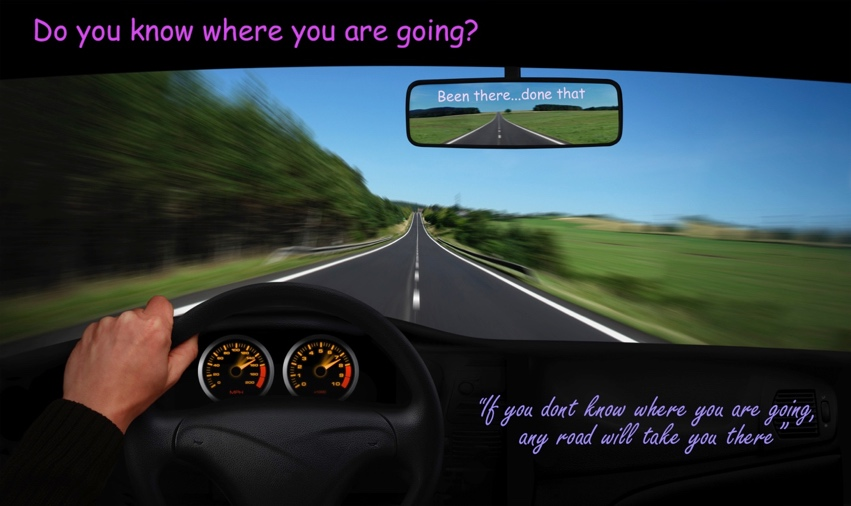 Do you know where you are going?
Been there...done that
"If you dont know where you are going,
any road will take you there "
MPH